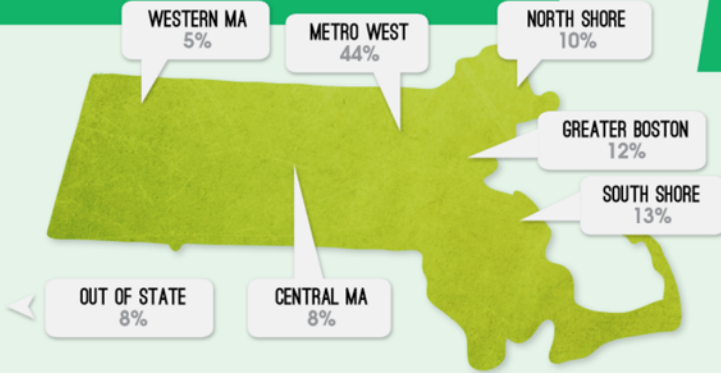 WESTERN MA
5%
METRO WEST
44%
NORTH SHORE
10%
GREATER BOSTON
12%
SOUTH SHORE
13%
OUT OF STATE
8%
CENTRAL MA
8%